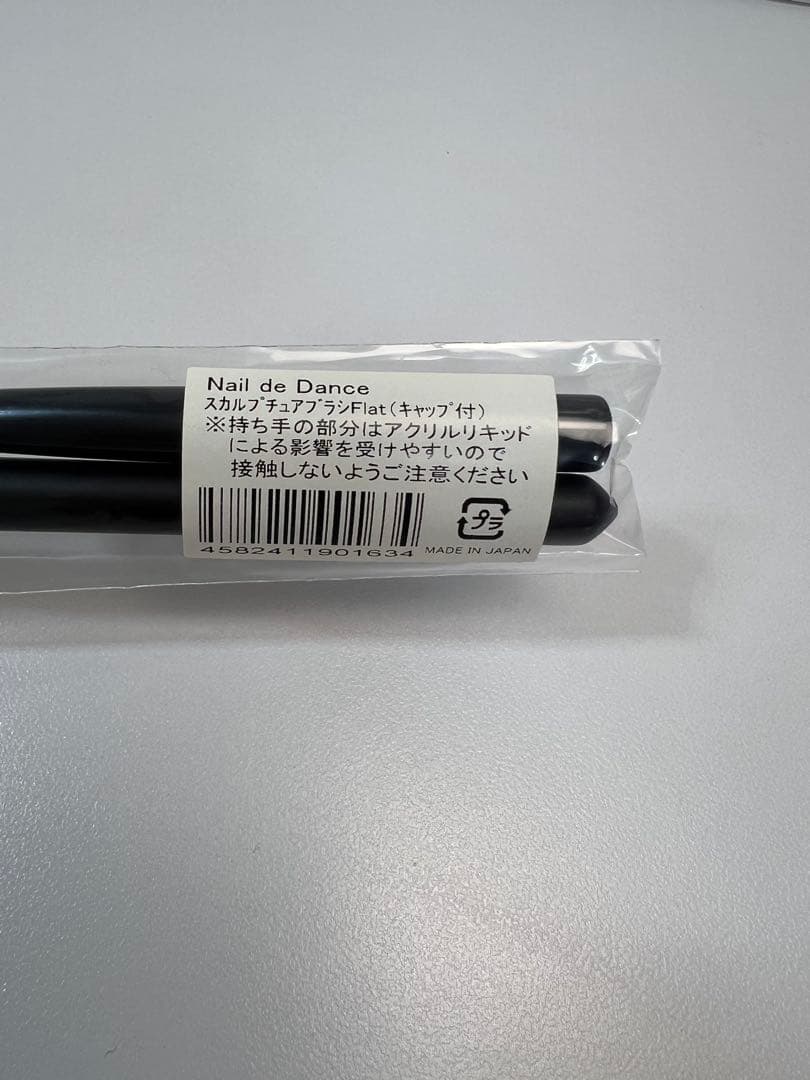 Nail de Dance
スカルプチュアブラシFlat(キャップ付)
※持ち手の部分はアクリルリキッド
による影響を受けやすいので
接触しないようご注意ください
プラ
4582411901634 MADE IN JAPAN